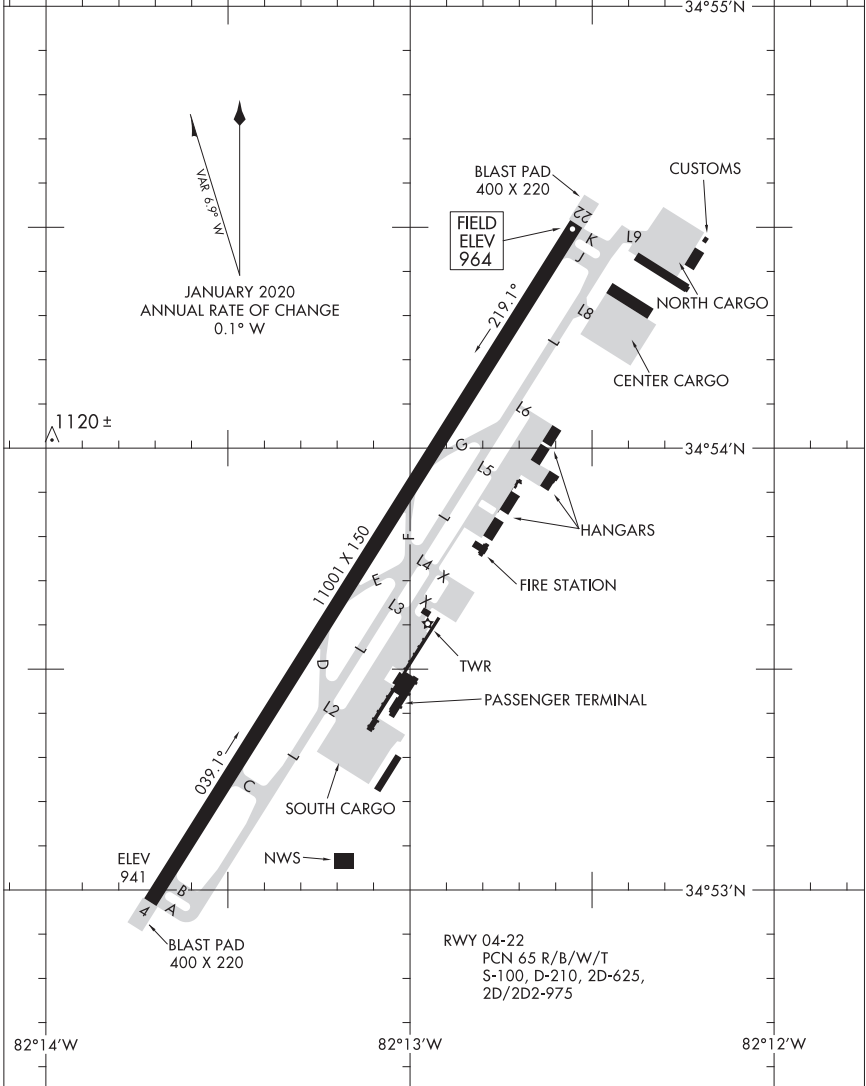 34°55'N
BLAST PAD
400 X 220
CUSTOMS
22
VAR 6.9° W
FIELD
ELEV
964
K
L9
J
JANUARY 2020
ANNUAL RATE OF CHANGE
0.1° W
219.1°
NORTH CARGO
L8
L
CENTER CARGO
L6
1120 ±
G
34°54'N
L5
L
HANGARS
F
11001 X 150
L4
X
E
FIRE STATION
L3
X
L
TWR
D
PASSENGER TERMINAL
L2
039.1°
L
C
SOUTH CARGO
ELEV
941
NWS
B
34°53'N
4
A
BLAST PAD
400 X 220
RWY 04-22
PCN 65 R/B/W/T
S-100, D-210, 2D-625,
2D/2D2-975
82°14'W
82°13'W
82°12'W